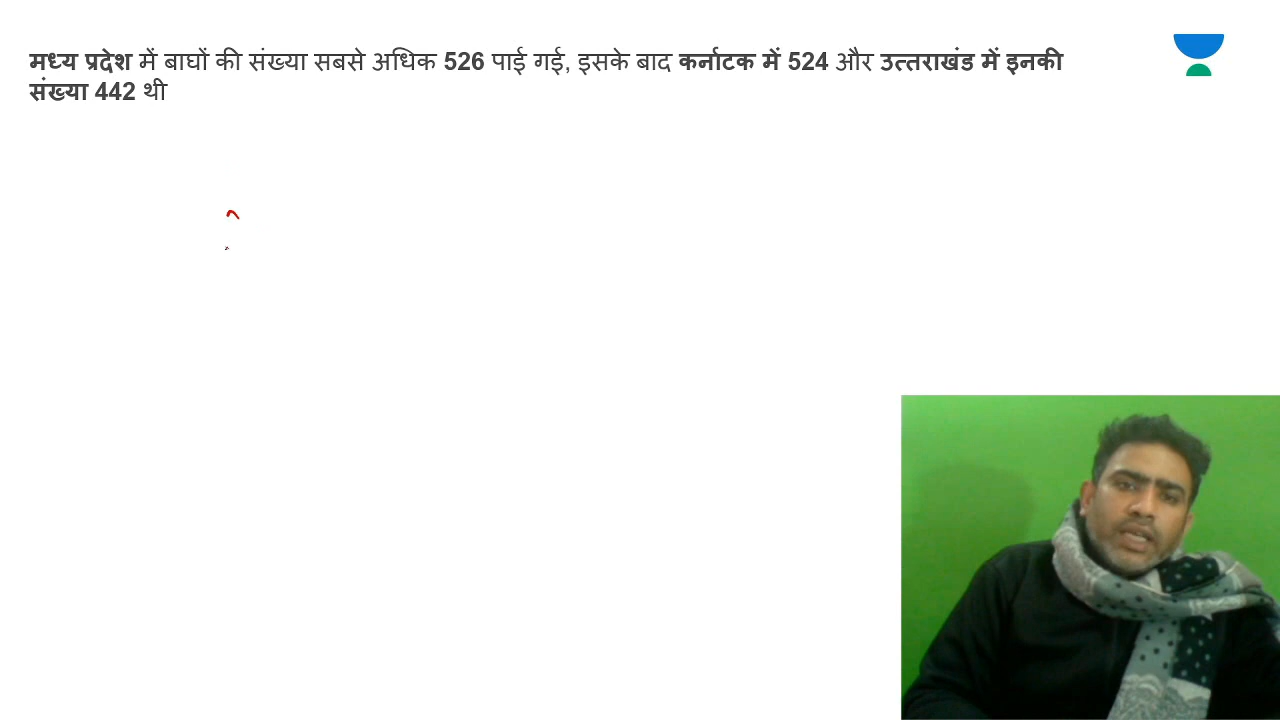 मध्य प्रदेश में बाघों की संख्या सबसे अधिक 526 पाई गई, इसके बाद कर्नाटक में 524 और उत्तराखंड में इनकी
संख्या 442 थी